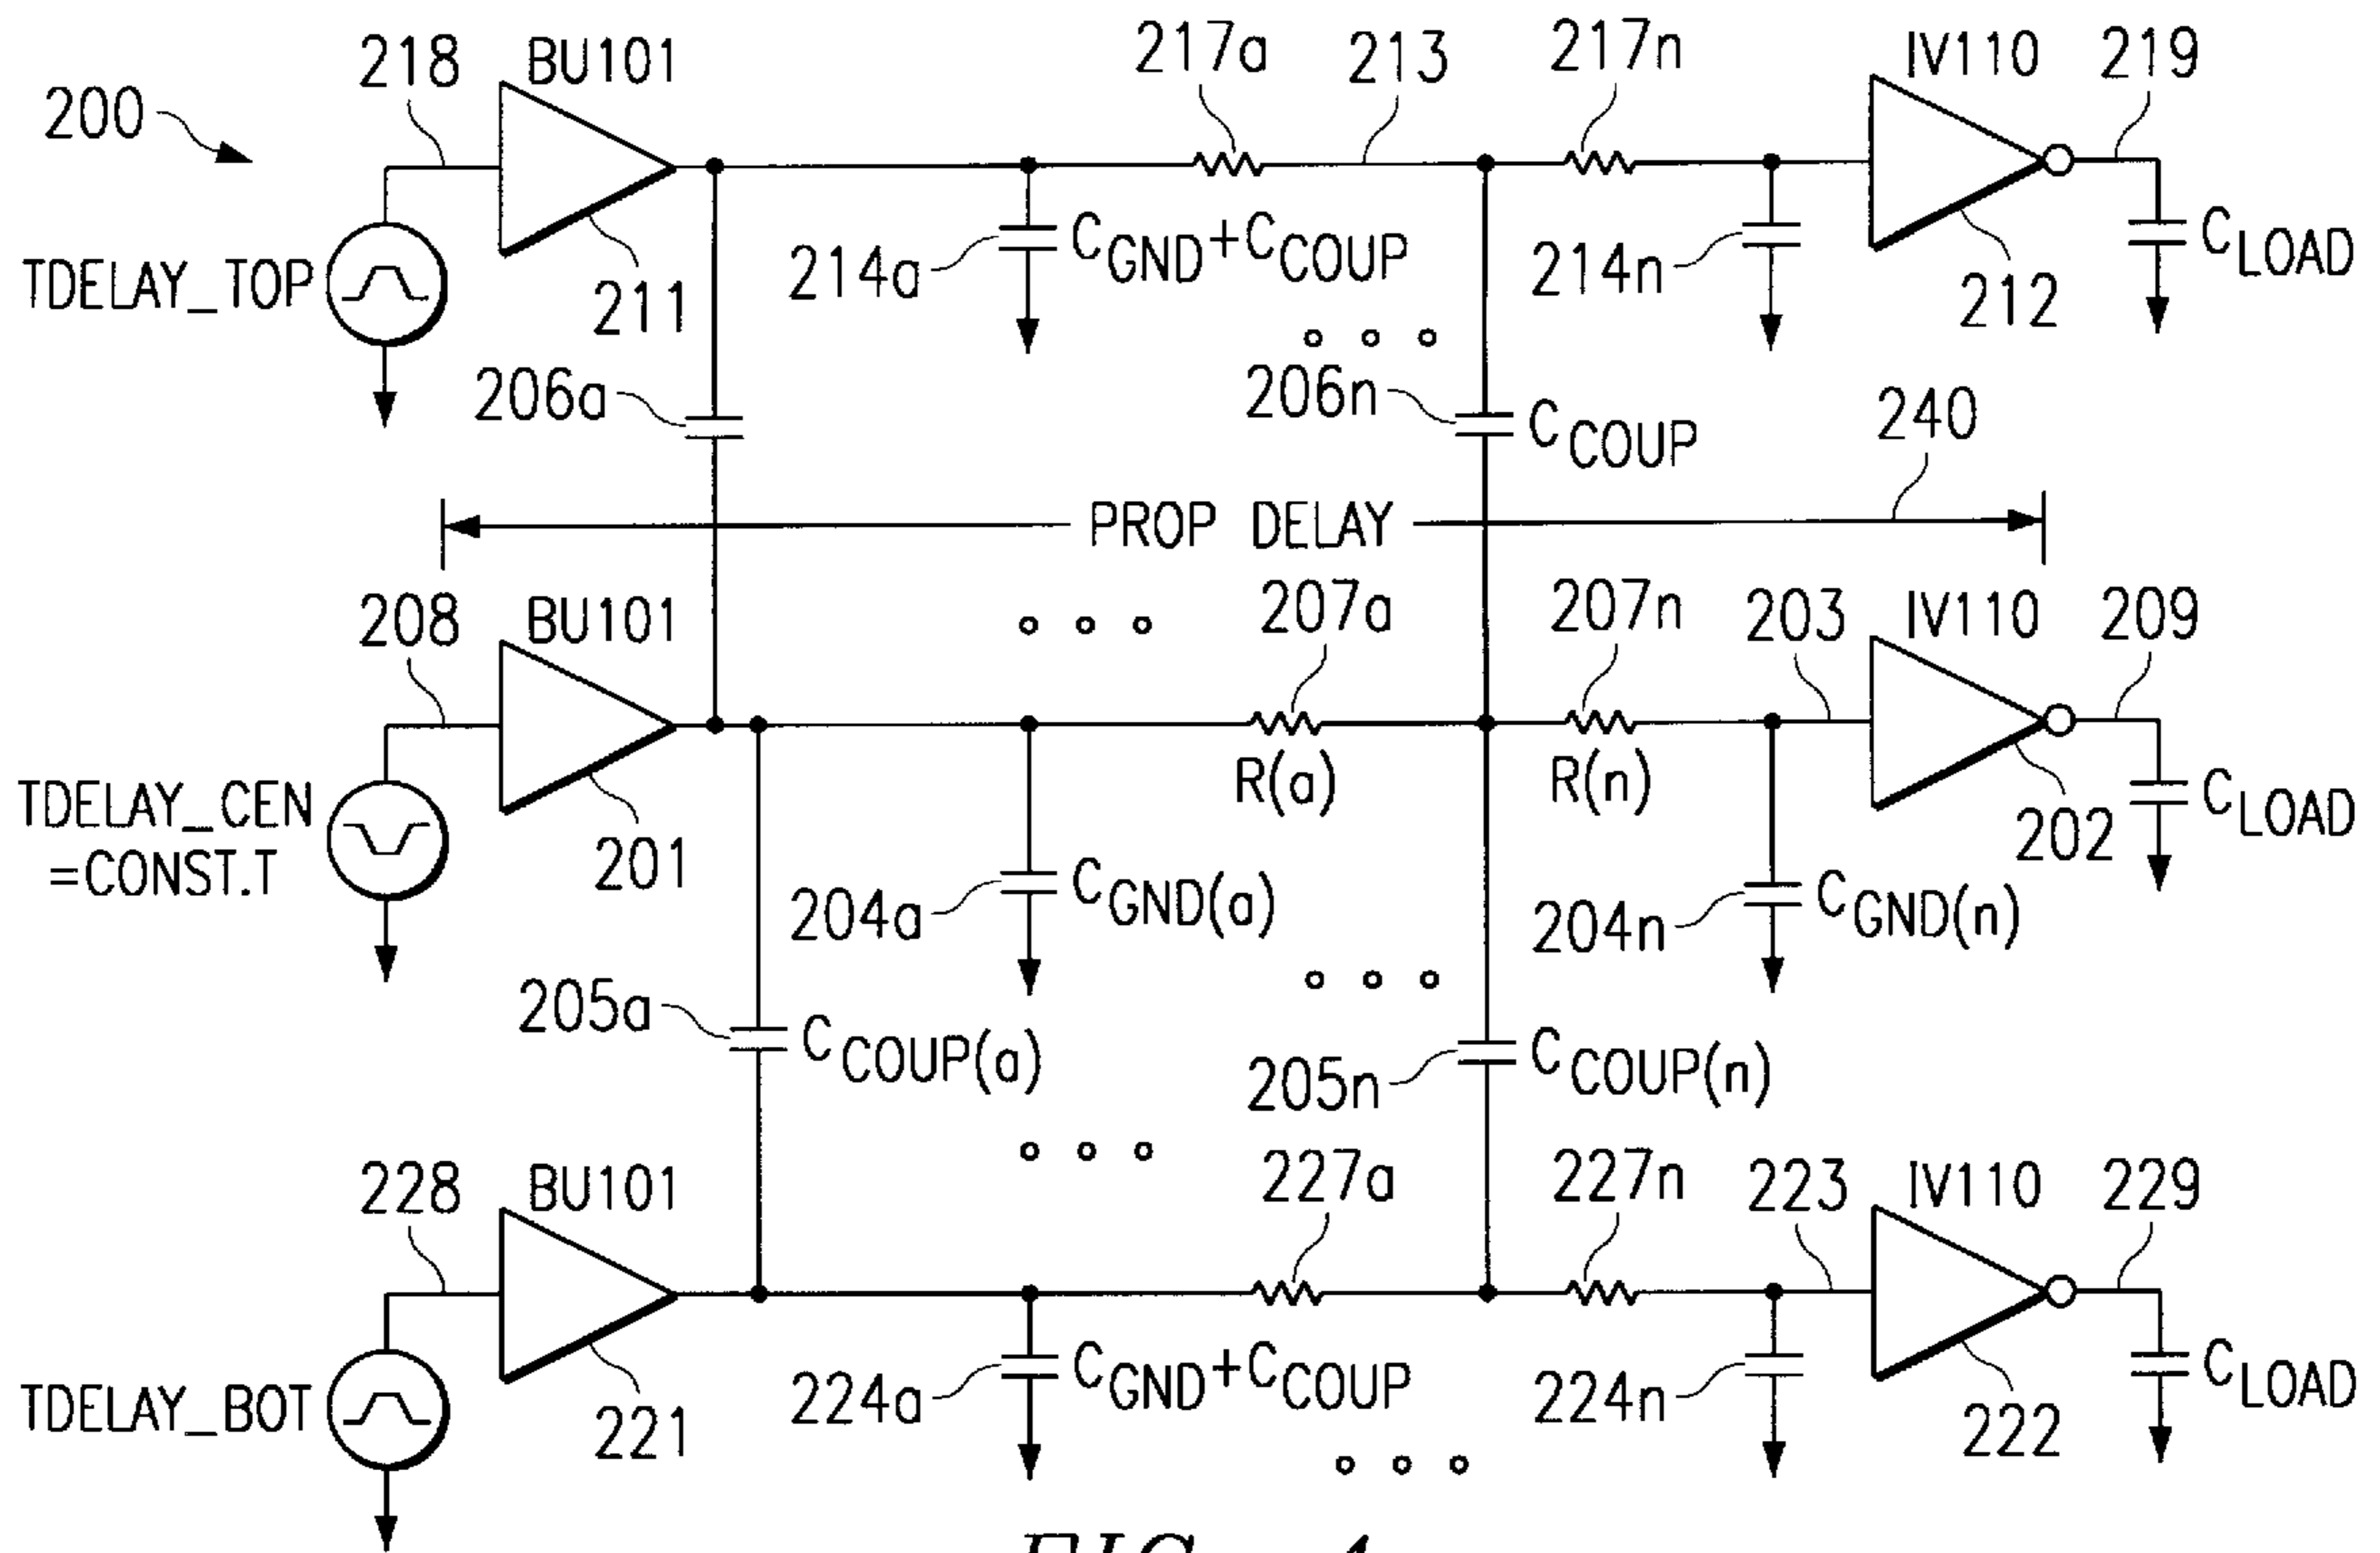 218 BU101 217a 213 217n IV110 219
200
TDELAY_TOP 211 214a CGND+CCOUP 214n 212 CLOAD
206a 206n CCOUP 240
PROP DELAY
208 BU101 207a 207n 203 IV110 209
TDELAY_CEN
=CONST.T
201 204a CGND(a) R(a) R(n) 204n CGND(n) 202 CLOAD
205a CCOUP(a) 205n CCOUP(n)
228 BU101 227a 227n 223 IV110 229
TDELAY_BOT 221 224a CGND+CCOUP 224n 222 CLOAD